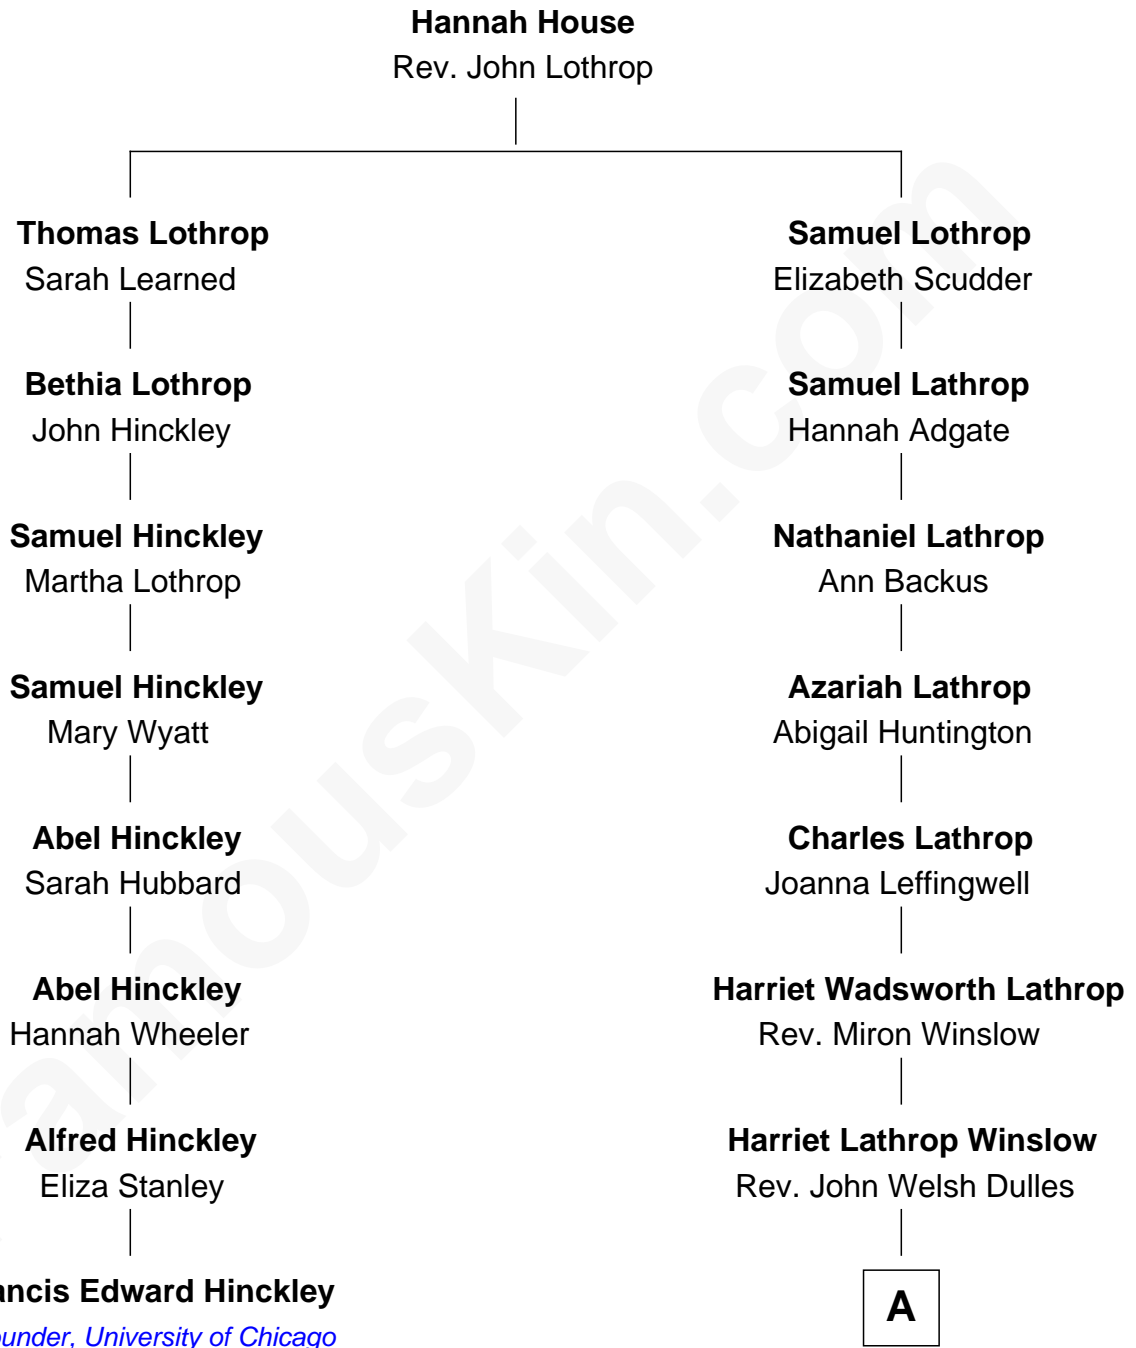 Hannah House
Rev. John Lothrop
Thomas Lothrop
Sarah Learned
Samuel Lothrop
Elizabeth Scudder
Bethia Lothrop
John Hinckley
Samuel Lathrop
Hannah Adgate
Samuel Hinckley
Martha Lothrop
Nathaniel Lathrop
Ann Backus
Samuel Hinckley
Mary Wyatt
Azariah Lathrop
Abigail Huntington
Abel Hinckley
Sarah Hubbard
Charles Lathrop
Joanna Leffingwell
Abel Hinckley
Hannah Wheeler
Harriet Wadsworth Lathrop
Rev. Miron Winslow
Alfred Hinckley
Eliza Stanley
Harriet Lathrop Winslow
Rev. John Welsh Dulles
ancis Edward Hinckley
ounder, University of Chicago
A
amousKin.com